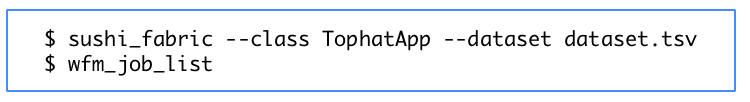 $ sushi_fabric --class TophatApp --dataset dataset.tsv
$ wfm_job_list